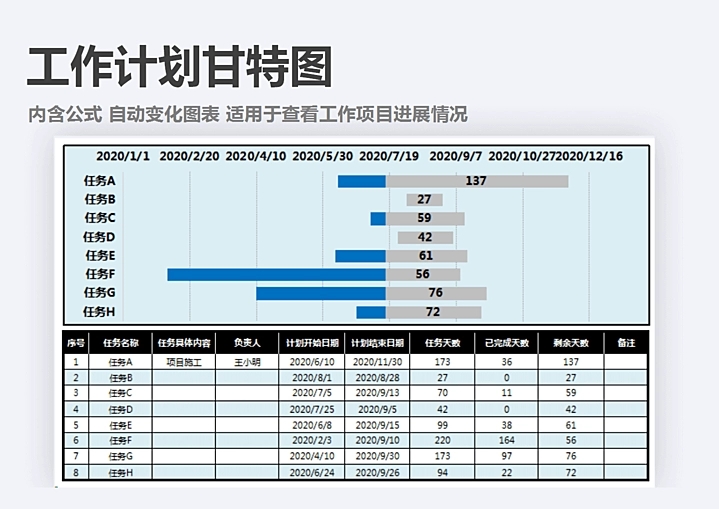 工作计划甘特图
内含公式 自动变化图表 适用于查看工作项目进展情况
2020/1/1 2020/2/20 2020/4/10 2020/5/30 2020/7/19 2020/9/7 2020/10/27 2020/12/16
任务A 137
任务B 27
任务C 59
任务D 42
任务E 61
任务F 56
任务G 76
任务H 72
序号 任务名称 任务具体内容 负责人 计划开始日期 计划结束日期 任务天数 已完成天数 剩余天数 备注
1 任务A 项目施工 王小明 2020/6/10 2020/11/30 173 36 137
2 任务B 2020/8/1 2020/8/28 27 0 27
3 任务C 2020/7/5 2020/9/13 70 11 59
4 任务D 2020/7/25 2020/9/5 42 0 42
5 任务E 2020/6/8 2020/9/15 99 38 61
6 任务F 2020/2/3 2020/9/10 220 164 56
7 任务G 2020/4/10 2020/9/30 173 97 76
8 任务H 2020/6/24 2020/9/26 94 22 72